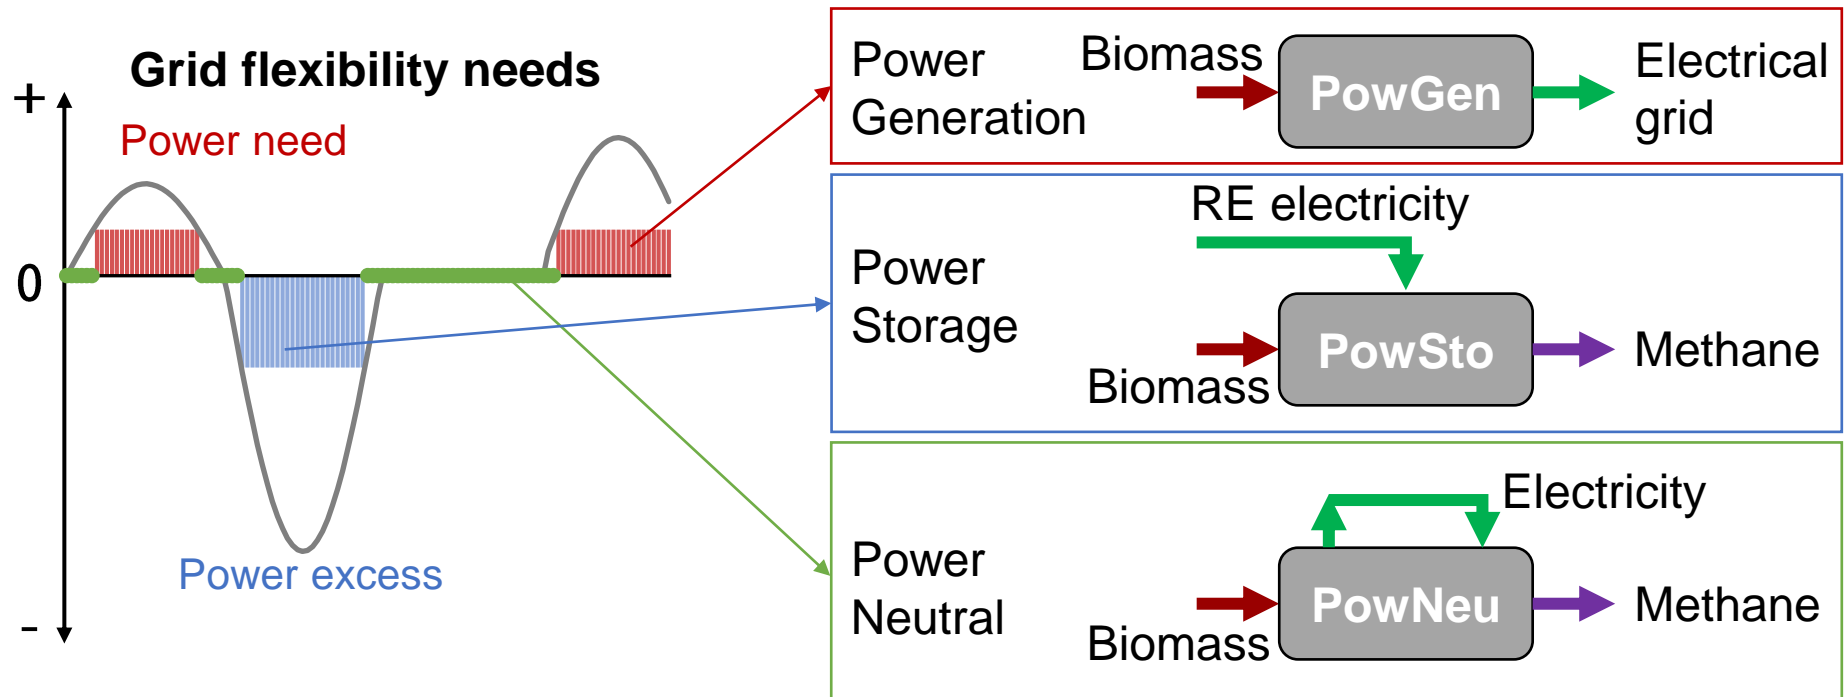 Grid flexibility needs
+
Power need
0
Power excess
-
Power
Generation
Biomass
PowGen
Electrical
grid
RE electricity
Power
Storage
Biomass
PowSto
Methane
Electricity
Power
Neutral
Biomass
PowNeu
Methane